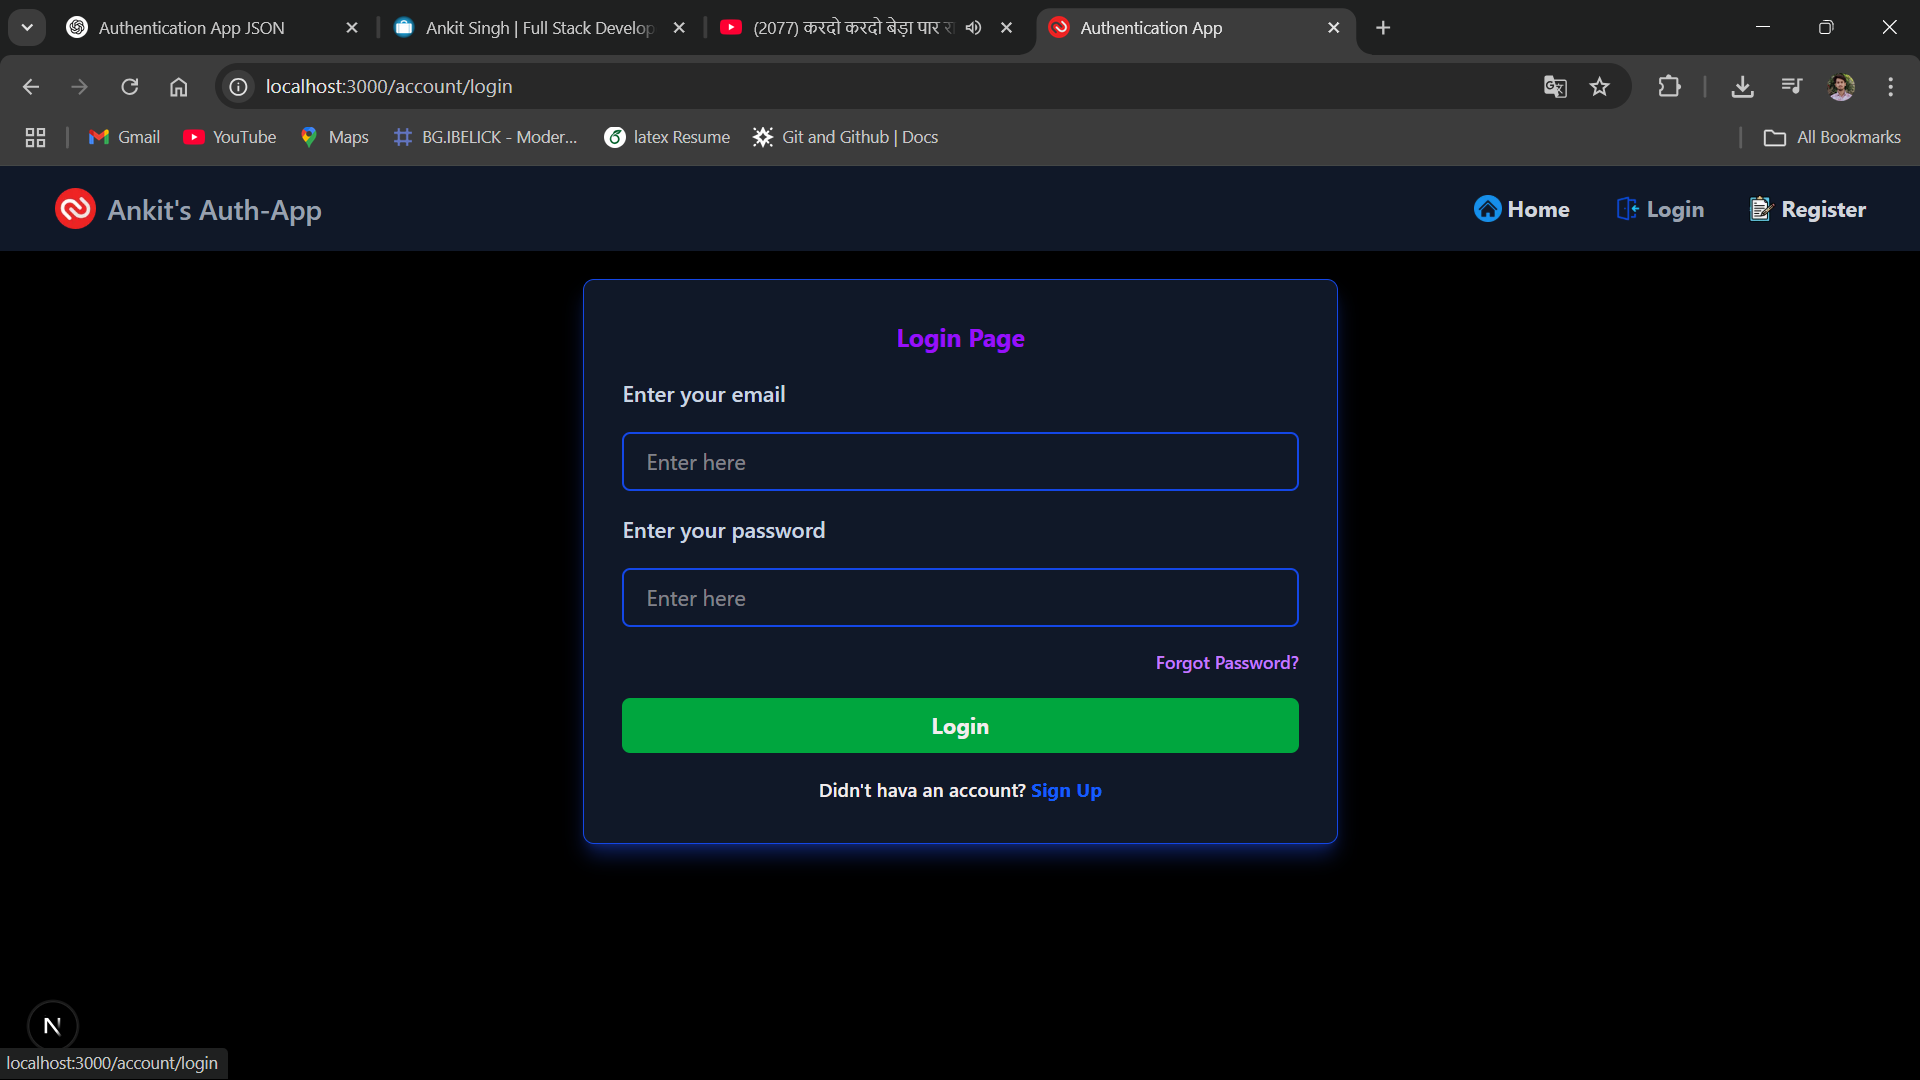 Authentication App JSON
Ankit Singh | Full Stack Develop
(2077) करदो करदो बेड़ा पार
Authentication App
localhost:3000/account/login
Gmail
YouTube
Maps
BG.IBELICK - Moder...
latex Resume
Git and Github | Docs
All Bookmarks
Ankit's Auth-App
Home
Login
Register
Login Page
Enter your email
Enter here
Enter your password
Enter here
Forgot Password?
Login
Didn't hava an account? Sign Up
N
localhost:3000/account/login